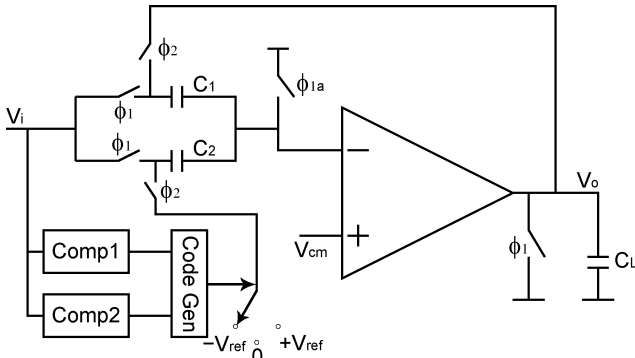 ϕ2
C1
ϕ1a
ϕ1
Vi
ϕ1
C2
ϕ2
Vo
Comp1
Code Gen
Vcm
ϕ1
CL
Comp2
−Vref 0 +Vref